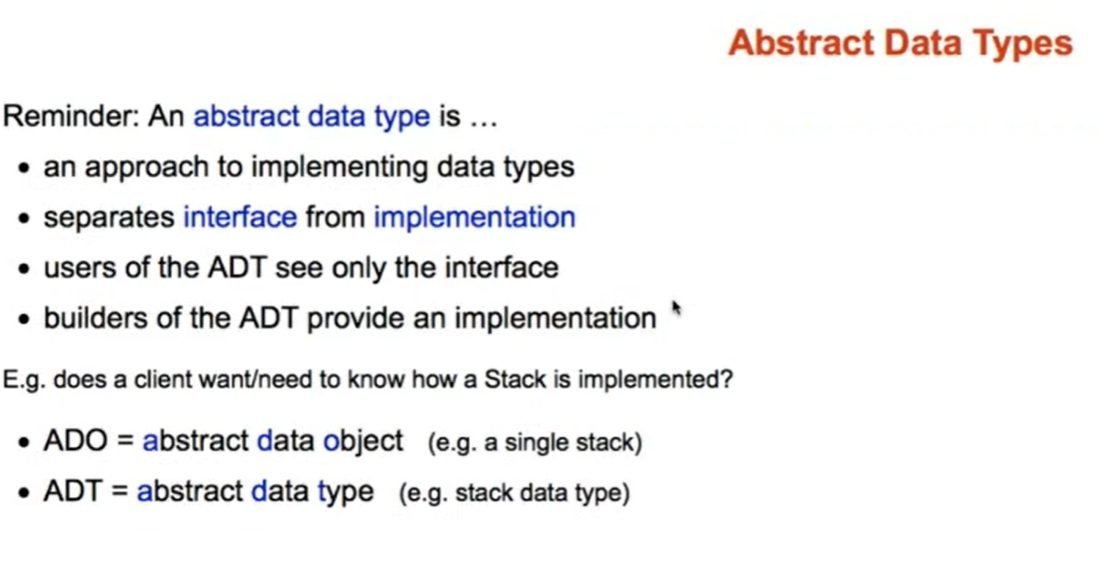 Abstract Data Types
Reminder: An abstract data type is ...
• an approach to implementing data types
• separates interface from implementation
• users of the ADT see only the interface
• builders of the ADT provide an implementation
E.g. does a client want/need to know how a Stack is implemented?
• ADO = abstract data object (e.g. a single stack)
• ADT = abstract data type (e.g. stack data type)